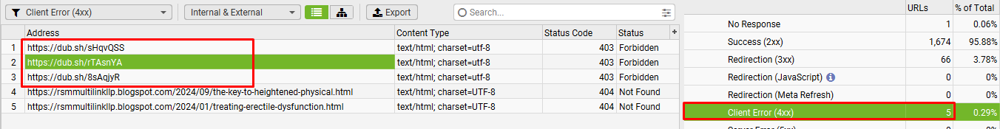 Client Error (4xx) Internal & External Export Search...
Address Content Type Status Code Status +
1 https://dub.sh/sHqvQSS text/html; charset=utf-8 403 Forbidden
2 https://dub.sh/rTAsnYA text/html; charset=utf-8 403 Forbidden
3 https://dub.sh/8sAqjyR text/html; charset=utf-8 403 Forbidden
4 https://rsmmultilinkllp.blogspot.com/2024/09/the-key-to-heightened-physical.html text/html; charset=UTF-8 404 Not Found
5 https://rsmmultilinkllp.blogspot.com/2024/01/treating-erectile-dysfunction.html text/html; charset=UTF-8 404 Not Found
URLs % of Total
No Response 1 0.06%
Success (2xx) 1,674 95.88%
Redirection (3xx) 66 3.78%
Redirection (JavaScript) 0 0%
Redirection (Meta Refresh) 0 0%
Client Error (4xx) 5 0.29%